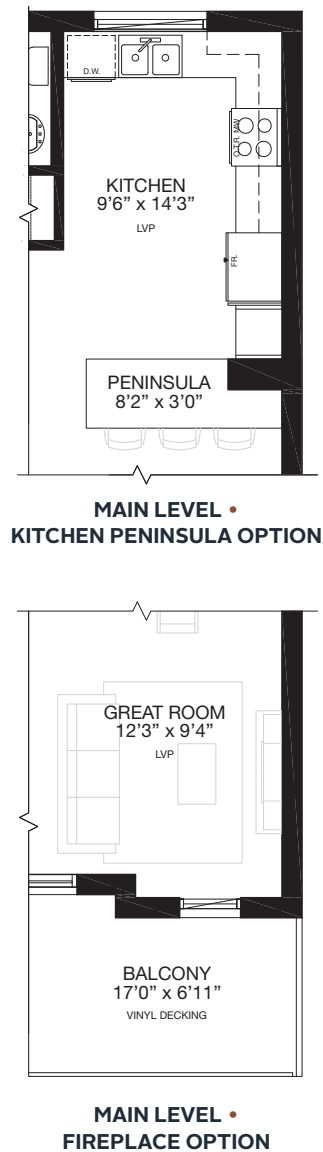 D.W.
O.T.R. MW
KITCHEN
9’6” x 14’3”
LVP
FR.
PENINSULA
8’2” x 3’0”
MAIN LEVEL •
KITCHEN PENINSULA OPTION
GREAT ROOM
12’3” x 9’4”
LVP
BALCONY
17’0” x 6’11”
VINYL DECKING
MAIN LEVEL •
FIREPLACE OPTION